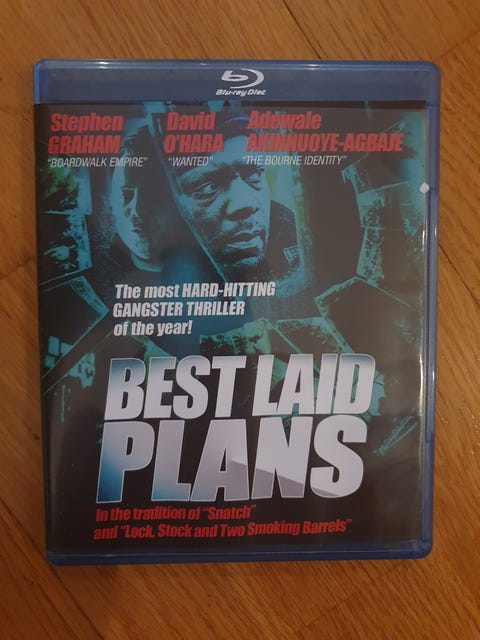 Blu-ray Disc
Stephen David Adewale
GRAHAM O'HARA AKINNUOYE-AGBAJE
"BOARDWALK EMPIRE" "WANTED" "THE BOURNE IDENTITY"
The most HARD-HITTING
GANGSTER THRILLER
of the year!
BEST LAID
PLANS
In the tradition of "Snatch"
and "Lock, Stock and Two Smoking Barrels"